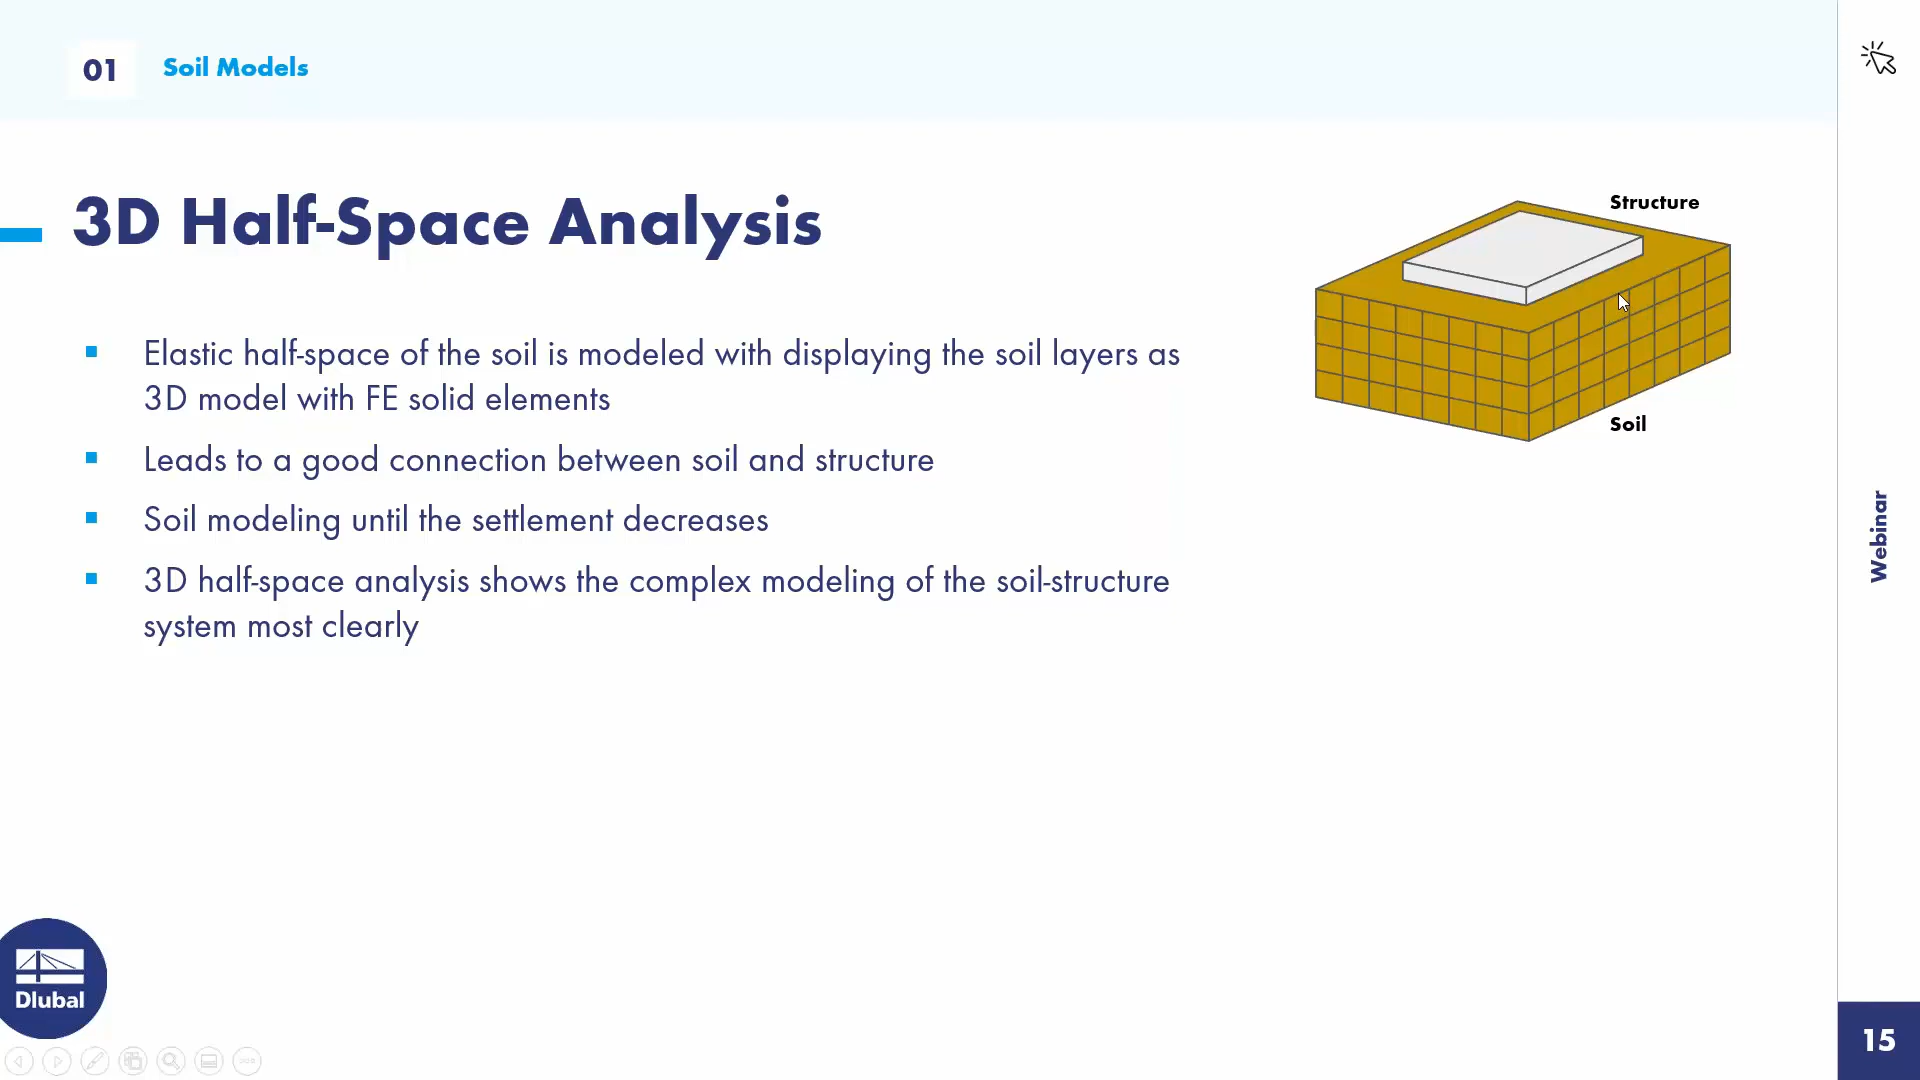 01 Soil Models
3D Half-Space Analysis
Structure
Soil
Elastic half-space of the soil is modeled with displaying the soil layers as
3D model with FE solid elements
Leads to a good connection between soil and structure
Soil modeling until the settlement decreases
3D half-space analysis shows the complex modeling of the soil-structure
system most clearly
Webinar
Dlubal
15